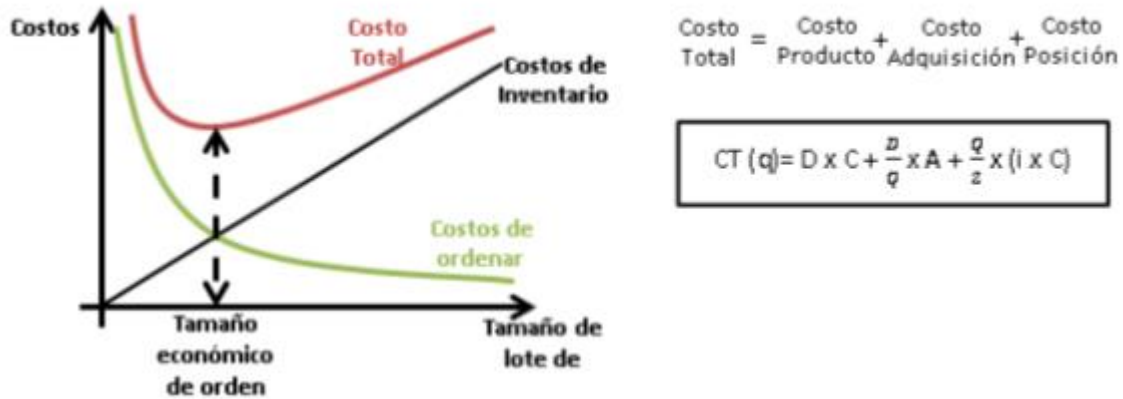 Costos
Costo
Total
Costos de
Inventario
Costos de
ordenar
Tamaño
económico
de orden
Tamaño de
lote de
Costo Total = Costo Producto + Costo Adquisición + Costo Posición
CT (q)= D x C + D/Q x A + Q/2 x (i x C)